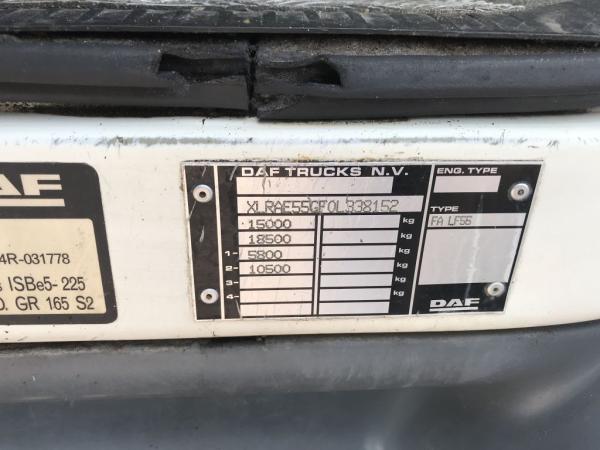 DAF
4R-031778
s ISBe5-225
O. GR 165 S2
DAF TRUCKS N.V.
XLRAE55GF0L338152
15000 kg
18500 kg
1- 5800 kg
2- 10500 kg
3- kg
4- kg
ENG. TYPE
TYPE
FA LF55
DAF